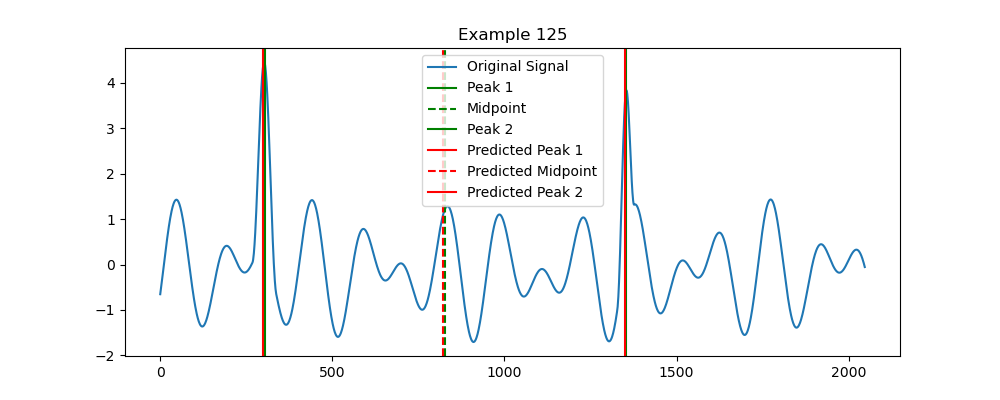 Example 125
Original Signal
Peak 1
Midpoint
Peak 2
Predicted Peak 1
Predicted Midpoint
Predicted Peak 2
4
3
2
1
0
−1
−2
0 500 1000 1500 2000